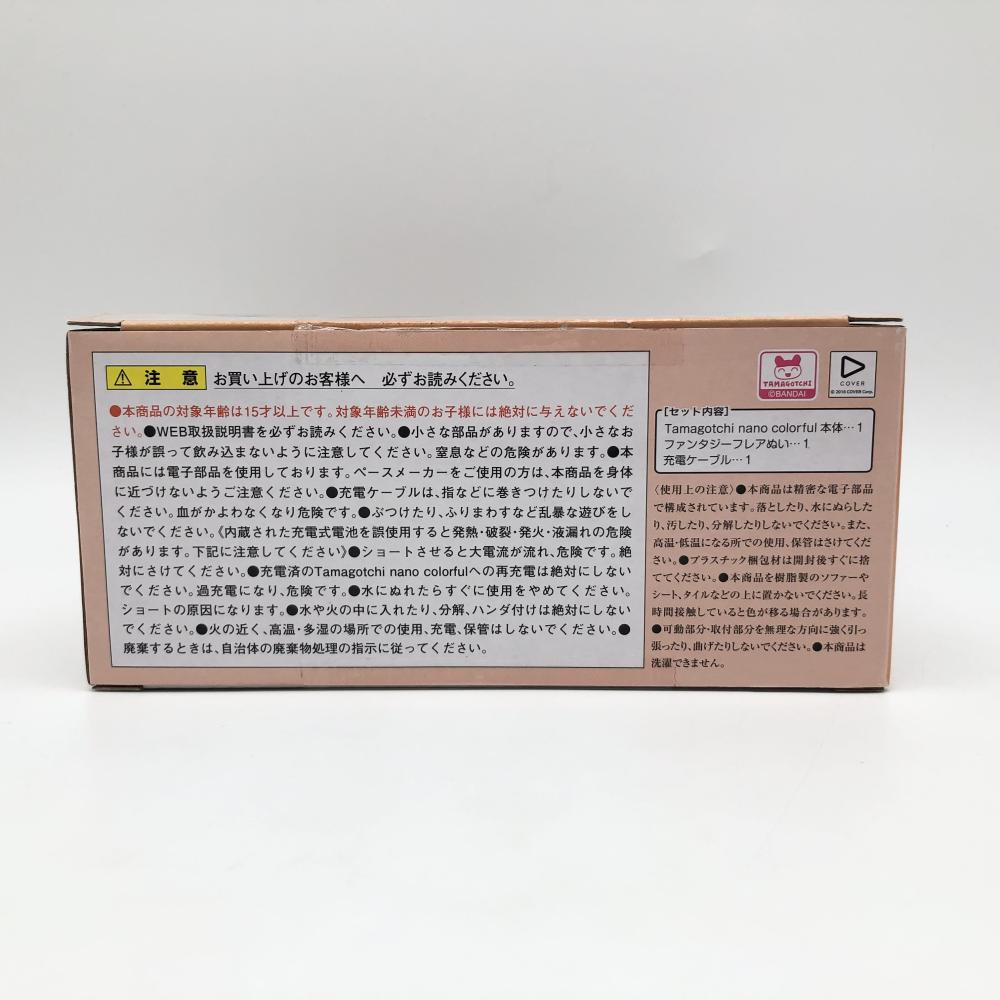 ⚠ 注 意 お買い上げのお客様へ 必ずお読みください。
●本商品の対象年齢は15才以上です。対象年齢未満のお子様には絶対に与えないでくだ
さい。●WEB取扱説明書を必ずお読みください。●小さな部品がありますので、小さなお
子様が誤って飲み込まないように注意してください。窒息などの危険があります。●本
商品には電子部品を使用しております。ペースメーカーをご使用の方は、本商品を身体
に近づけないようご注意ください。●充電ケーブルは、指などに巻きつけたりしないで
ください。血がかよわなくなり危険です。●ぶつけたり、ふりまわすなど乱暴な遊びをし
ないでください。《内蔵された充電式電池を誤使用すると発熱・破裂・発火・液漏れの危険
があります。下記に注意してください》●ショートさせると大電流が流れ、危険です。絶
対にさけてください。●充電済のTamagotchi nano colorfulへの再充電は絶対にしない
でください。過充電になり、危険です。●水にぬれたらすぐに使用をやめてください。
ショートの原因になります。●水や火の中に入れたり、分解、ハンダ付けは絶対にしない
でください。●火の近く、高温・多湿の場所での使用、充電、保管はしないでください。●
廃棄するときは、自治体の廃棄物処理の指示に従ってください。
TAMAGOTCHI
©BANDAI
COVER
© 2016 COVER Corp.
[セット内容]
Tamagotchi nano colorful 本体…1
ファンタジーフレアぬい…1
充電ケーブル…1
〈使用上の注意〉●本商品は精密な電子部品
で構成されています。落としたり、水にぬらした
り、汚したり、分解したりしないでください。また、
高温・低温になる所での使用、保管はさけてくだ
さい。●プラスチック梱包材は開封後すぐに捨
ててください。●本商品を樹脂製のソファーや
シート、タイルなどの上に置かないでください。長
時間接触していると色が移る場合があります。
●可動部分・取付部分を無理な方向に強く引っ
張ったり、曲げたりしないでください。●本商品は
洗濯できません。